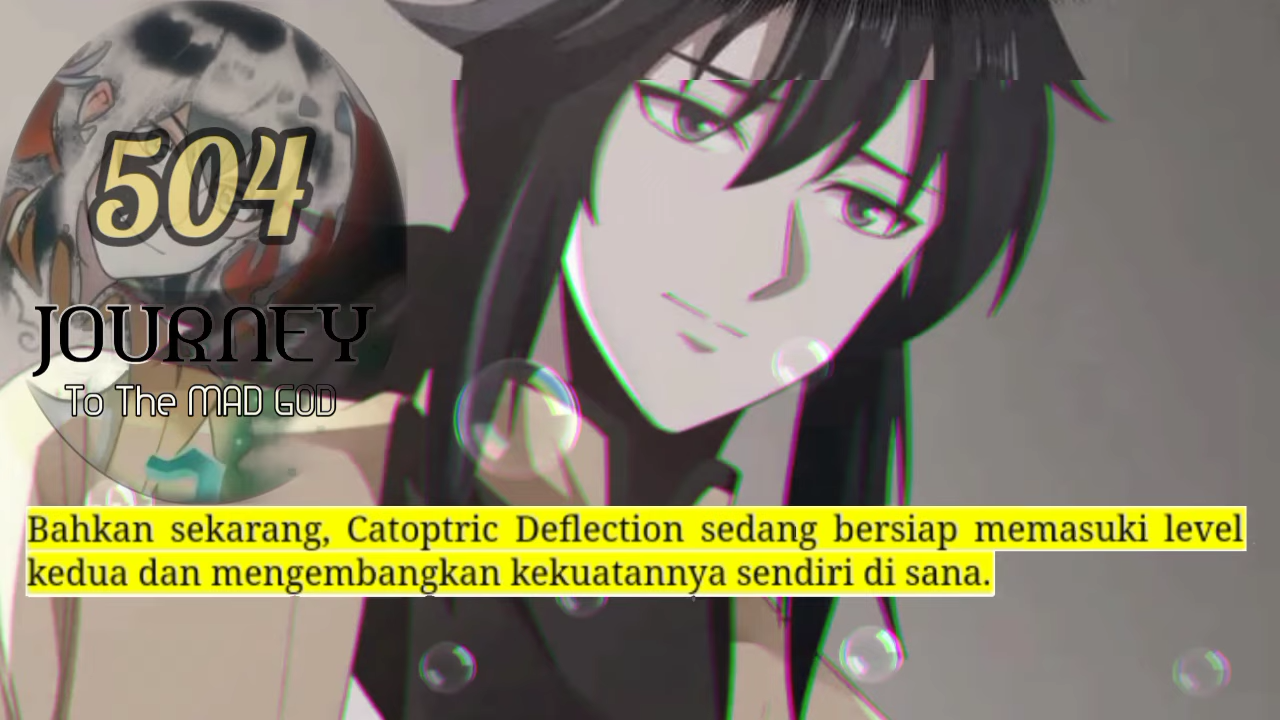 504
JOURNEY
To The MAD GOD
Bahkan sekarang, Catoptric Deflection sedang bersiap memasuki level
kedua dan mengembangkan kekuatannya sendiri di sana.